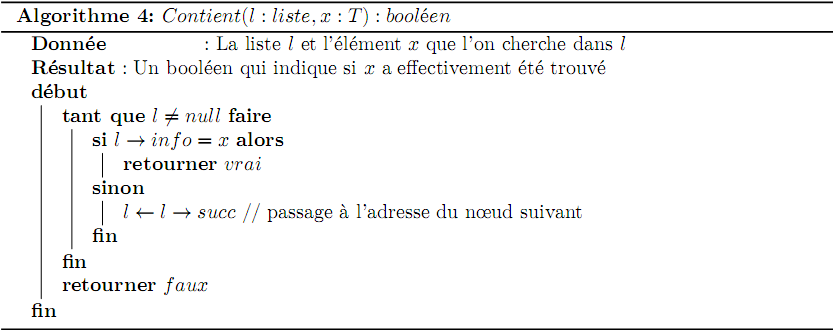 Algorithme 4: Contient(l : liste, x : T) : booléen
Donnée : La liste l et l'élément x que l'on cherche dans l
Résultat : Un booléen qui indique si x a effectivement été trouvé
début
tant que l ≠ null faire
si l → info = x alors
retourner vrai
sinon
l ← l → succ // passage à l'adresse du nœud suivant
fin
fin
retourner faux
fin